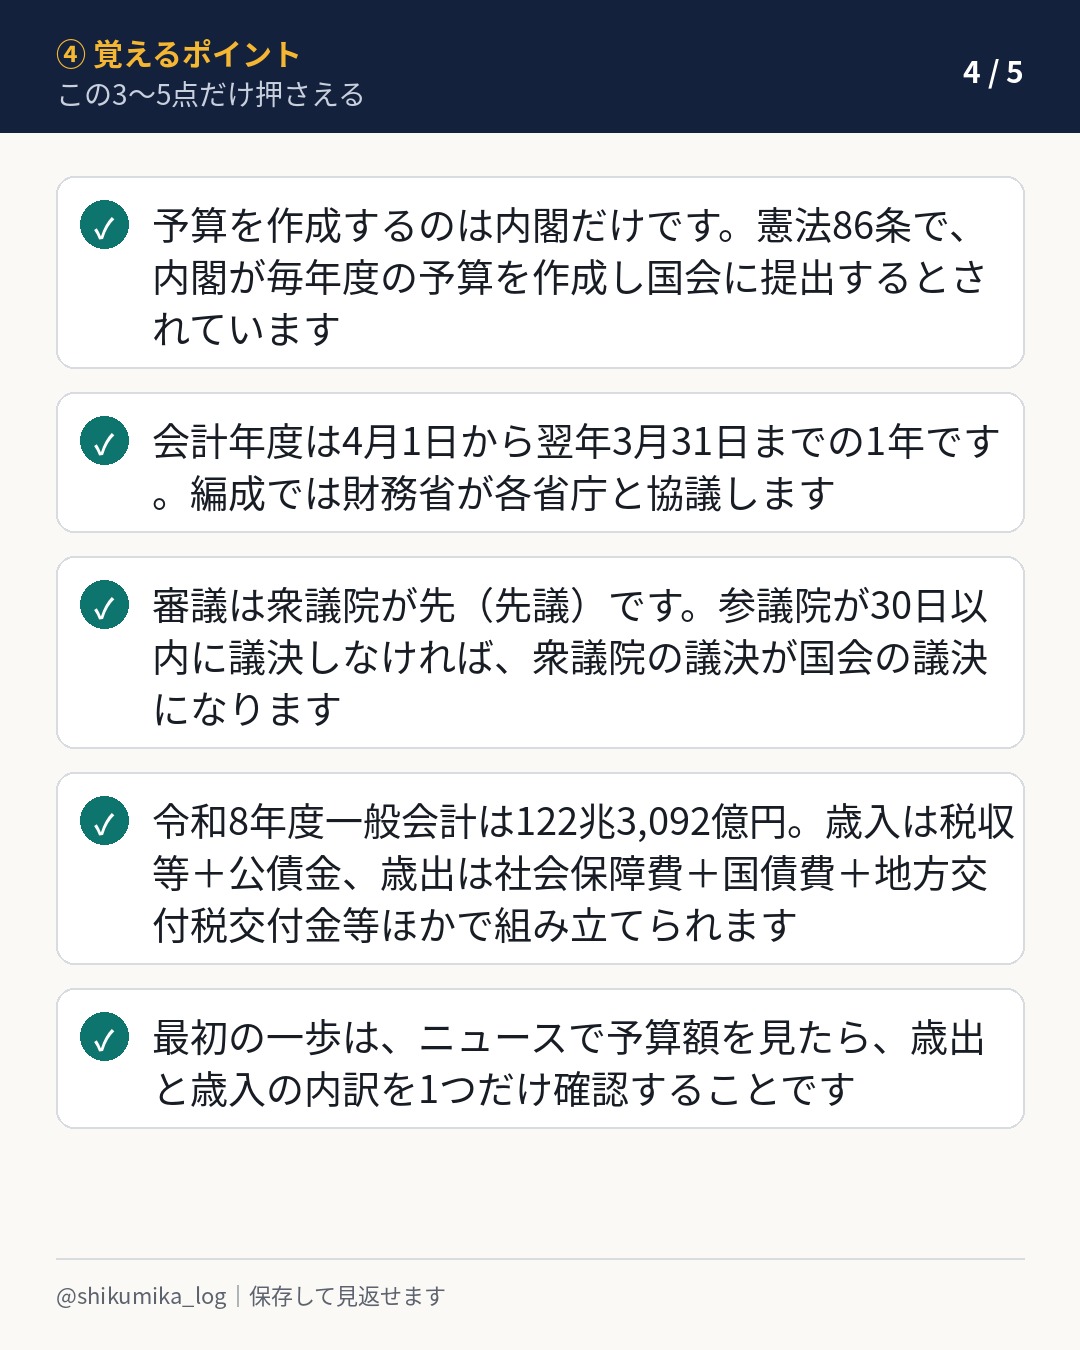 ④ 覚えるポイント
この3〜5点だけ押さえる
4 / 5
✓ 予算を作成するのは内閣だけです。憲法86条で、
内閣が毎年度の予算を作成し国会に提出するとさ
れています
✓ 会計年度は4月1日から翌年3月31日までの1年です
。編成では財務省が各省庁と協議します
✓ 審議は衆議院が先（先議）です。参議院が30日以
内に議決しなければ、衆議院の議決が国会の議決
になります
✓ 令和8年度一般会計は122兆3,092億円。歳入は税収
等＋公債金、歳出は社会保障費＋国債費＋地方交
付税交付金等ほかで組み立てられます
✓ 最初の一歩は、ニュースで予算額を見たら、歳出
と歳入の内訳を1つだけ確認することです
@shikumika_log｜保存して見返せます